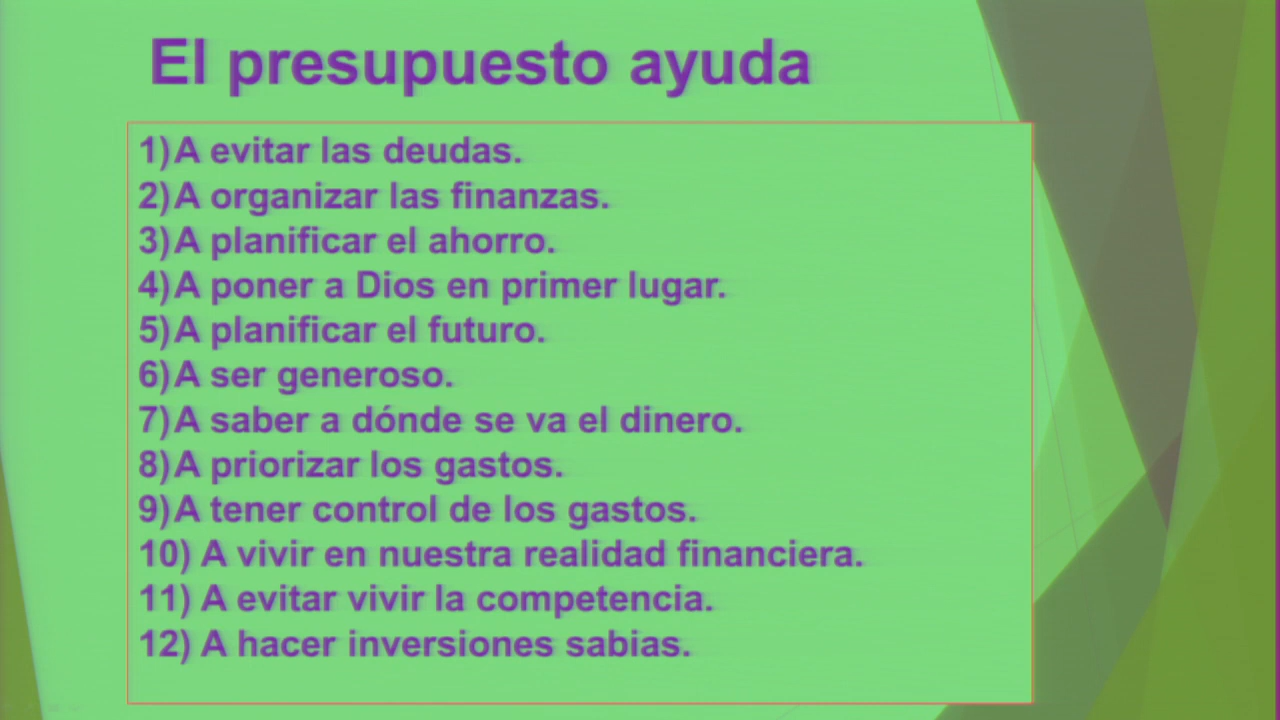 El presupuesto ayuda
1) A evitar las deudas.
2) A organizar las finanzas.
3) A planificar el ahorro.
4) A poner a Dios en primer lugar.
5) A planificar el futuro.
6) A ser generoso.
7) A saber a dónde se va el dinero.
8) A priorizar los gastos.
9) A tener control de los gastos.
10) A vivir en nuestra realidad financiera.
11) A evitar vivir la competencia.
12) A hacer inversiones sabias.